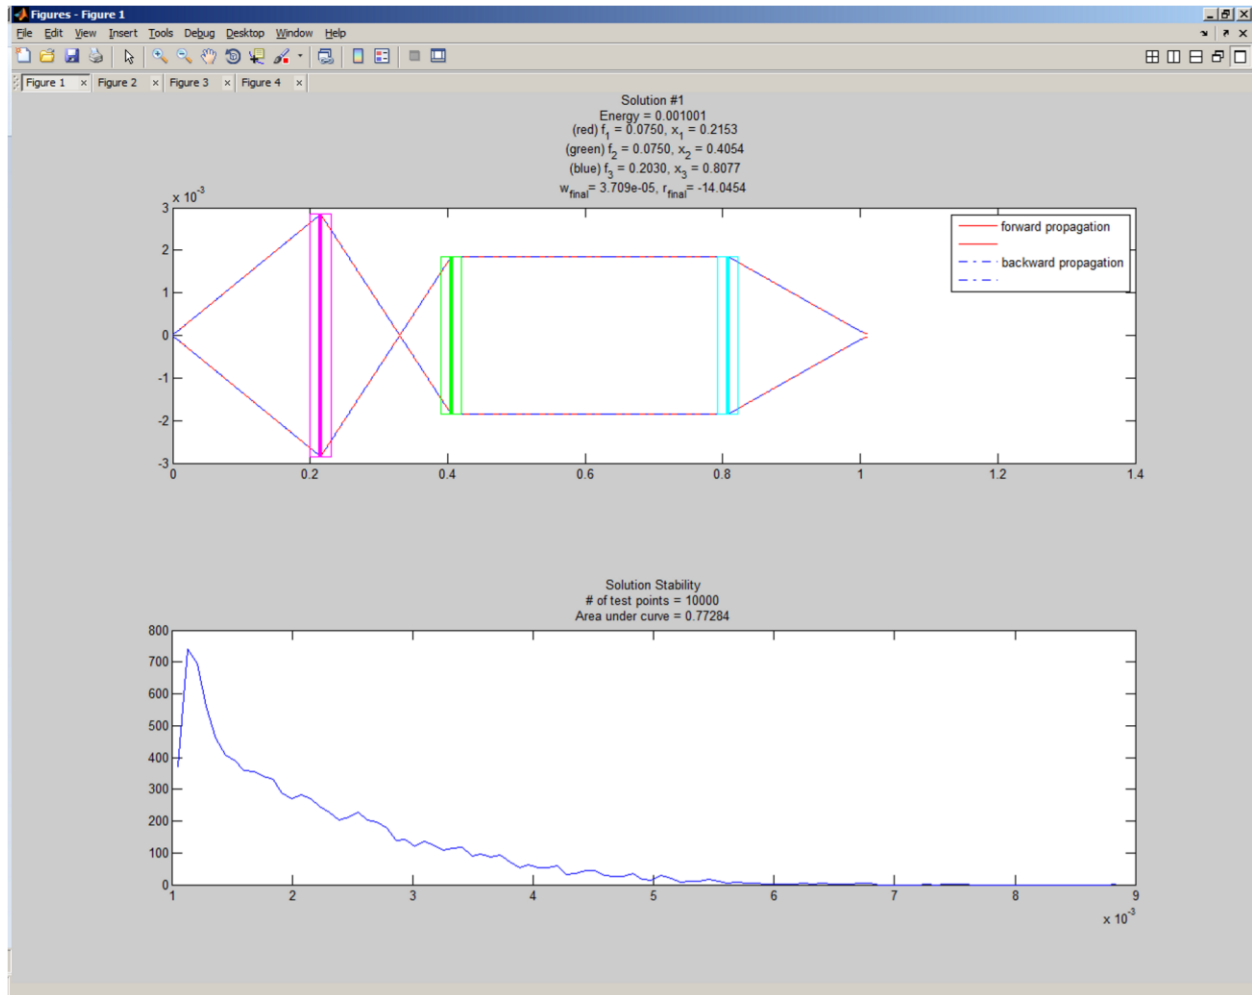 Figures - Figure 1
File Edit View Insert Tools Debug Desktop Window Help
Figure 1 × Figure 2 × Figure 3 × Figure 4 ×
Solution #1
Energy = 0.001001
(red) f1 = 0.0750, x1 = 0.2153
(green) f2 = 0.0750, x2 = 0.4054
(blue) f3 = 0.2030, x3 = 0.8077
wfinal= 3.709e-05, rfinal= -14.0454
x 10-3
3
2
1
0
-1
-2
-3
0 0.2 0.4 0.6 0.8 1 1.2 1.4
forward propagation
backward propagation
Solution Stability
# of test points = 10000
Area under curve = 0.77284
800
700
600
500
400
300
200
100
0
1 2 3 4 5 6 7 8 9
x 10-3